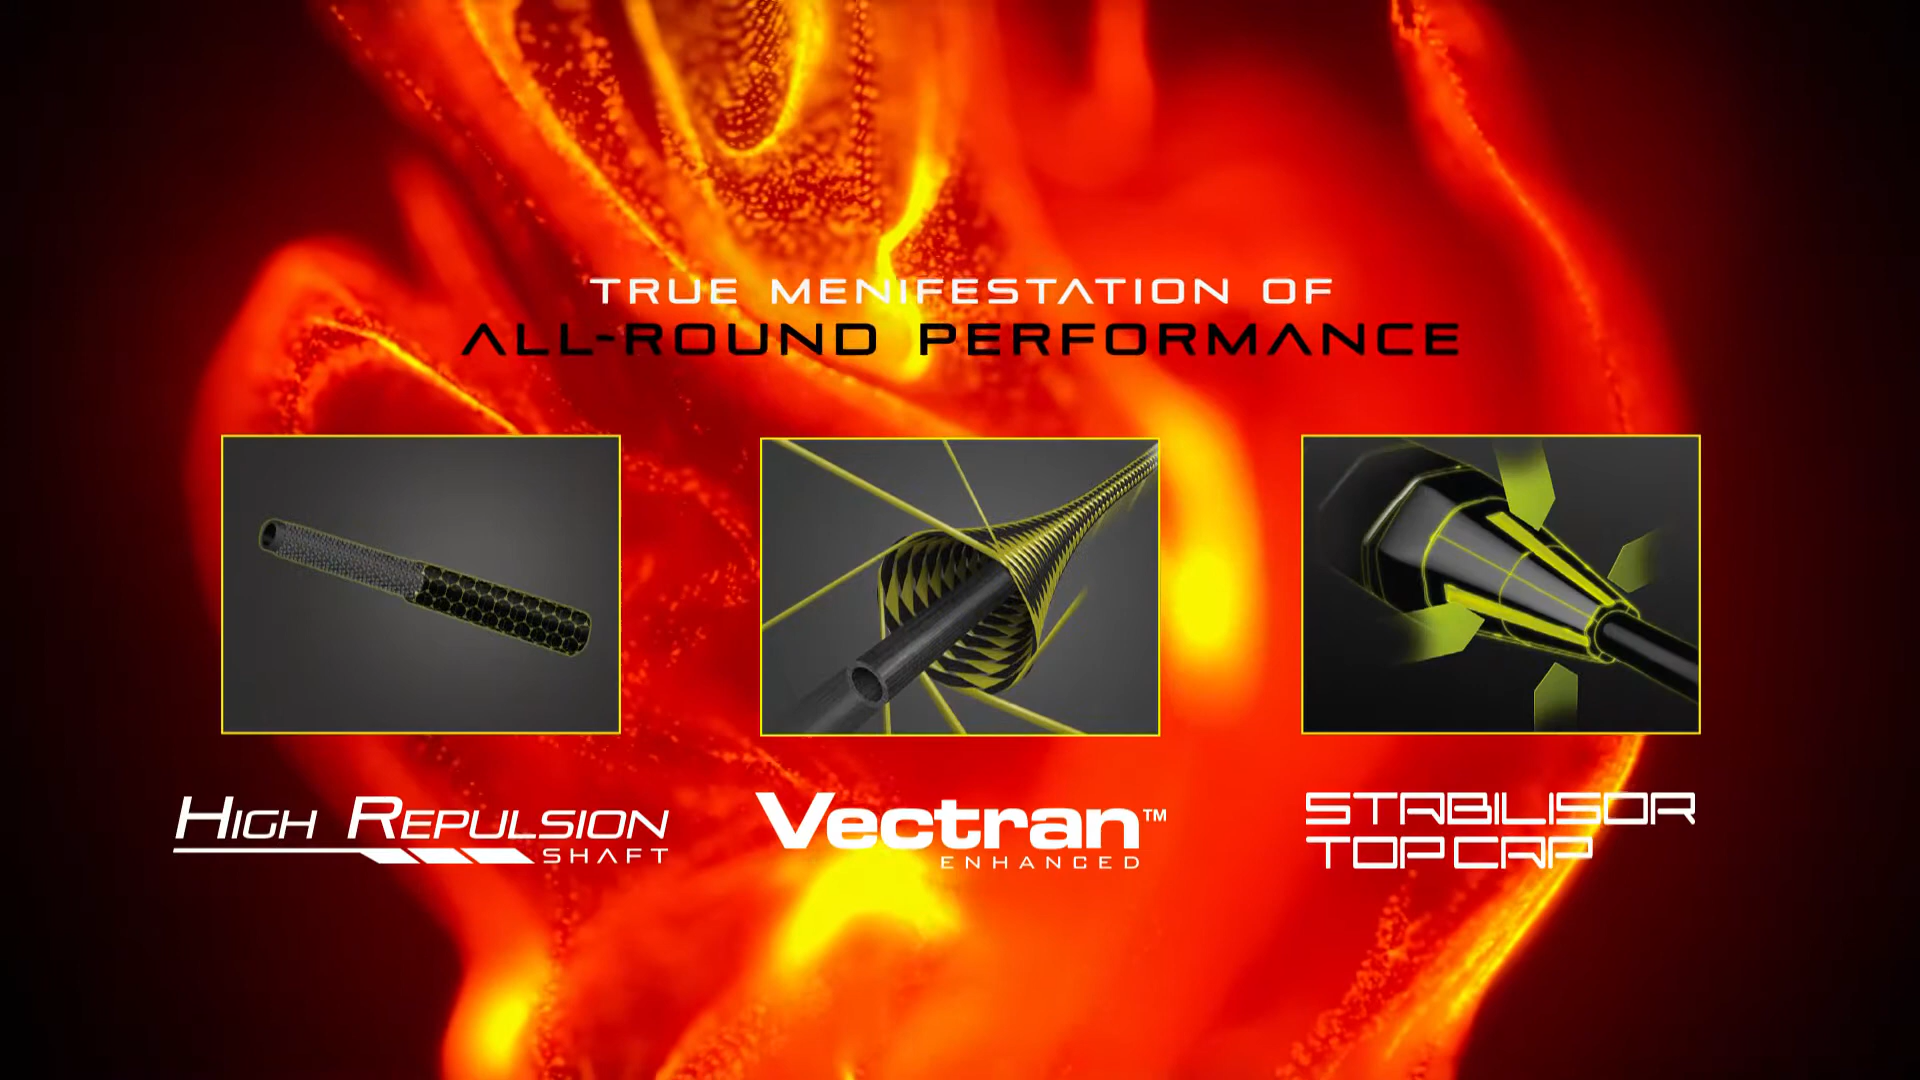 TRUE MENIFESTATION OF
ALL-ROUND PERFORMANCE
HIGH REPULSION
SHAFT
Vectran™
ENHANCED
STABILISOR
TOP CAP